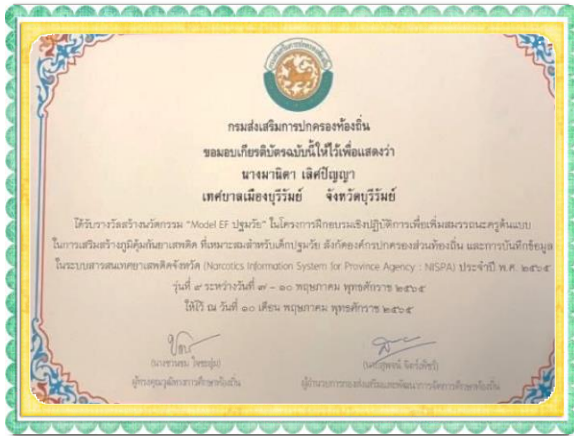 กรมส่งเสริมการปกครองท้องถิ่น
ขอมอบเกียรติบัตรฉบับนี้ให้ไว้เพื่อแสดงว่า
นางมานิดา เลิศปัญญา
เทศบาลเมืองบุรีรัมย์ จังหวัดบุรีรัมย์
ได้รับรางวัลสร้างนวัตกรรม "Model EF ปฐมวัย" ในโครงการฝึกอบรมเชิงปฏิบัติการเพื่อเพิ่มสมรรถนะครูต้นแบบ
ในการเสริมสร้างภูมิคุ้มกันยาเสพติด ที่เหมาะสมสำหรับเด็กปฐมวัย สังกัดองค์กรปกครองส่วนท้องถิ่น และการบันทึกข้อมูล
ในระบบสารสนเทศยาเสพติดจังหวัด (Narcotics Information System for Province Agency : NISPA) ประจำปี พ.ศ. ๒๕๖๕
รุ่นที่ ๙ ระหว่างวันที่ ๙ – ๑๐ พฤษภาคม พุทธศักราช ๒๕๖๕
ให้ไว้ ณ วันที่ ๑๐ เดือน พฤษภาคม พุทธศักราช ๒๕๖๕
ผู้ทรงคุณวุฒิทางการศึกษาท้องถิ่น
ผู้อำนวยการกองส่งเสริมและพัฒนาการจัดการศึกษาท้องถิ่น